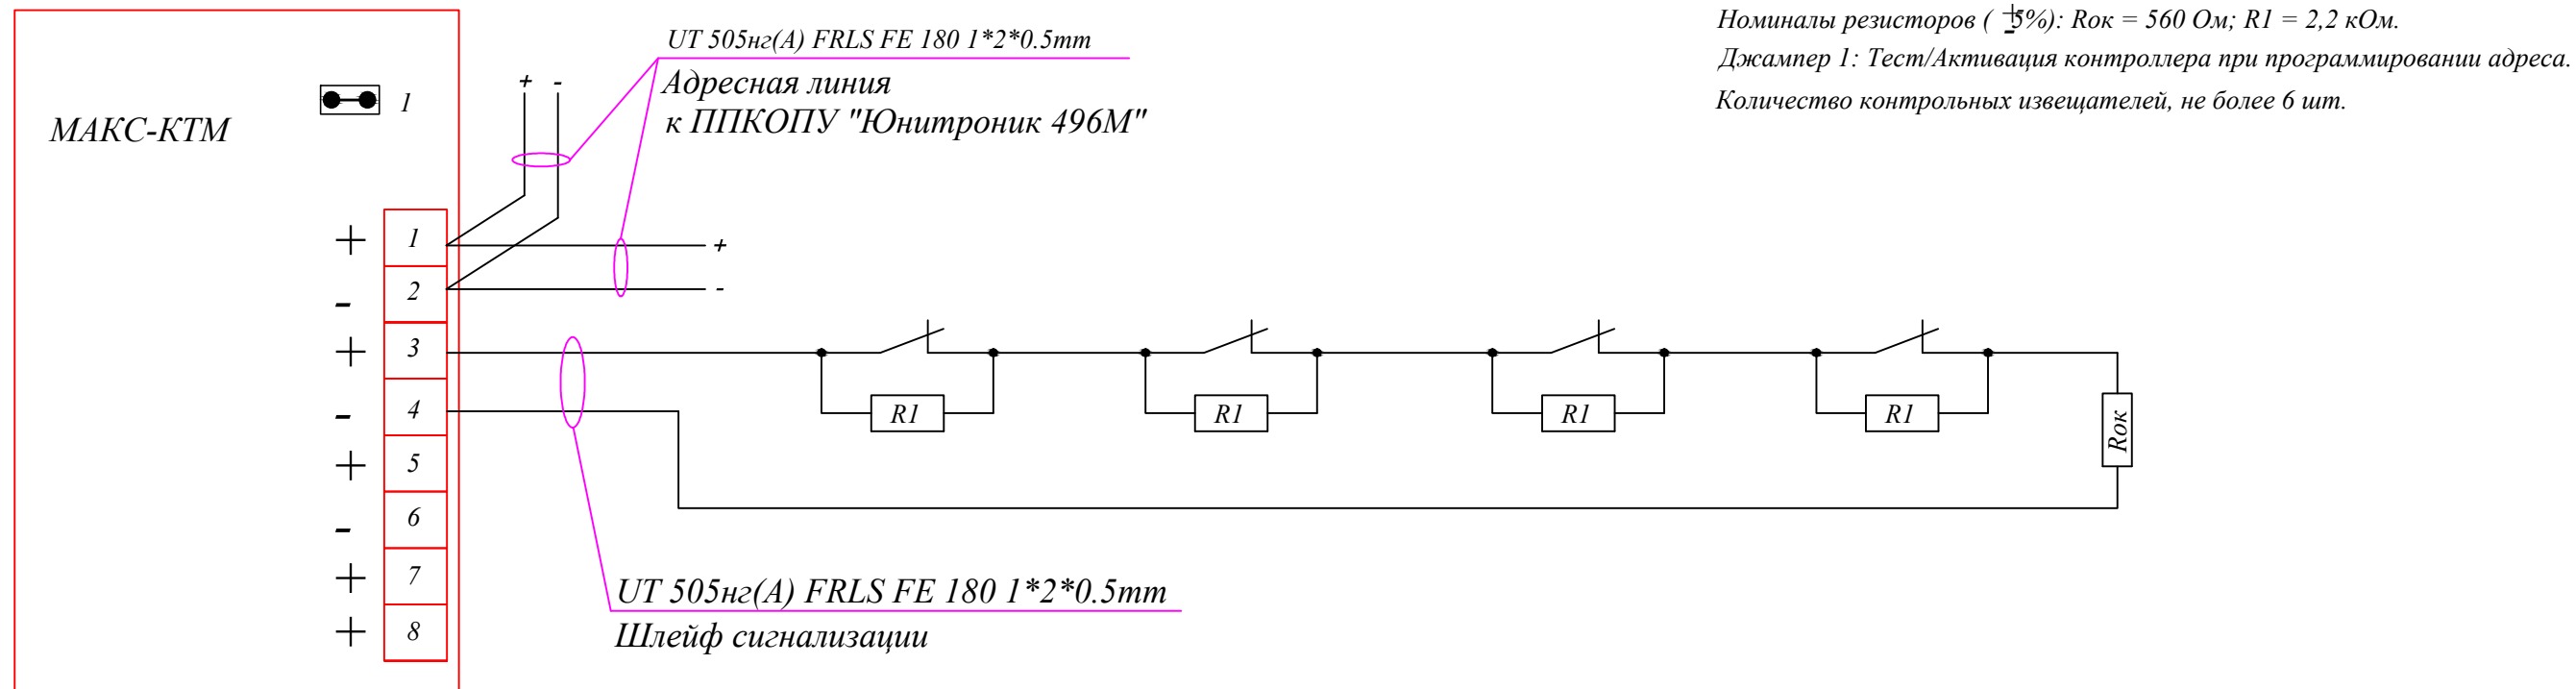 Номиналы резисторов ( ±5%): Rок = 560 Ом; R1 = 2,2 кОм.
Джампер 1: Тест/Активация контроллера при программировании адреса.
Количество контрольных извещателей, не более 6 шт.
UT 505нг(А) FRLS FE 180 1*2*0.5mm
Адресная линия
к ППКОПУ "Юнитроник 496М"
МАКС-КТМ
1
+ -
+ 1
- 2
+ 3
- 4
+ 5
- 6
+ 7
+ 8
+
-
R1
R1
R1
R1
Rок
UT 505нг(А) FRLS FE 180 1*2*0.5mm
Шлейф сигнализации